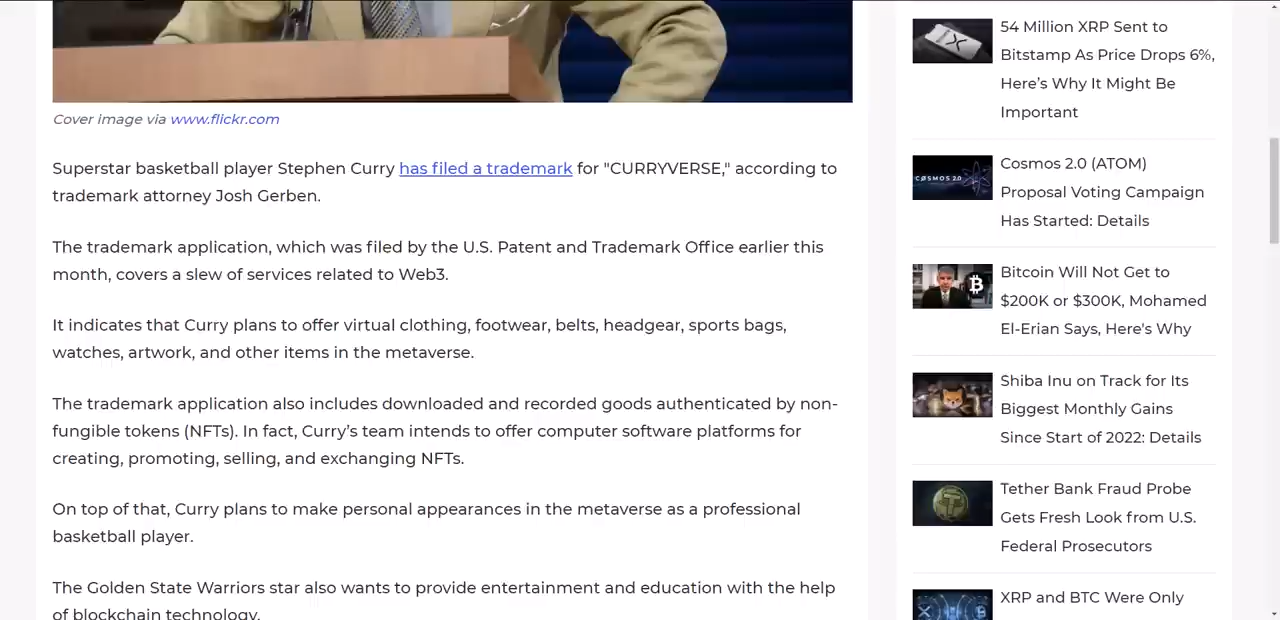 Cover image via www.flickr.com
Superstar basketball player Stephen Curry has filed a trademark for "CURRYVERSE," according to
trademark attorney Josh Gerben.
The trademark application, which was filed by the U.S. Patent and Trademark Office earlier this
month, covers a slew of services related to Web3.
It indicates that Curry plans to offer virtual clothing, footwear, belts, headgear, sports bags,
watches, artwork, and other items in the metaverse.
The trademark application also includes downloaded and recorded goods authenticated by non-
fungible tokens (NFTs). In fact, Curry’s team intends to offer computer software platforms for
creating, promoting, selling, and exchanging NFTs.
On top of that, Curry plans to make personal appearances in the metaverse as a professional
basketball player.
The Golden State Warriors star also wants to provide entertainment and education with the help
of blockchain technology.
54 Million XRP Sent to
Bitstamp As Price Drops 6%,
Here’s Why It Might Be
Important
COSMOS 2.0
Cosmos 2.0 (ATOM)
Proposal Voting Campaign
Has Started: Details
Bitcoin Will Not Get to
$200K or $300K, Mohamed
El-Erian Says, Here's Why
Shiba Inu on Track for Its
Biggest Monthly Gains
Since Start of 2022: Details
Tether Bank Fraud Probe
Gets Fresh Look from U.S.
Federal Prosecutors
XRP and BTC Were Only